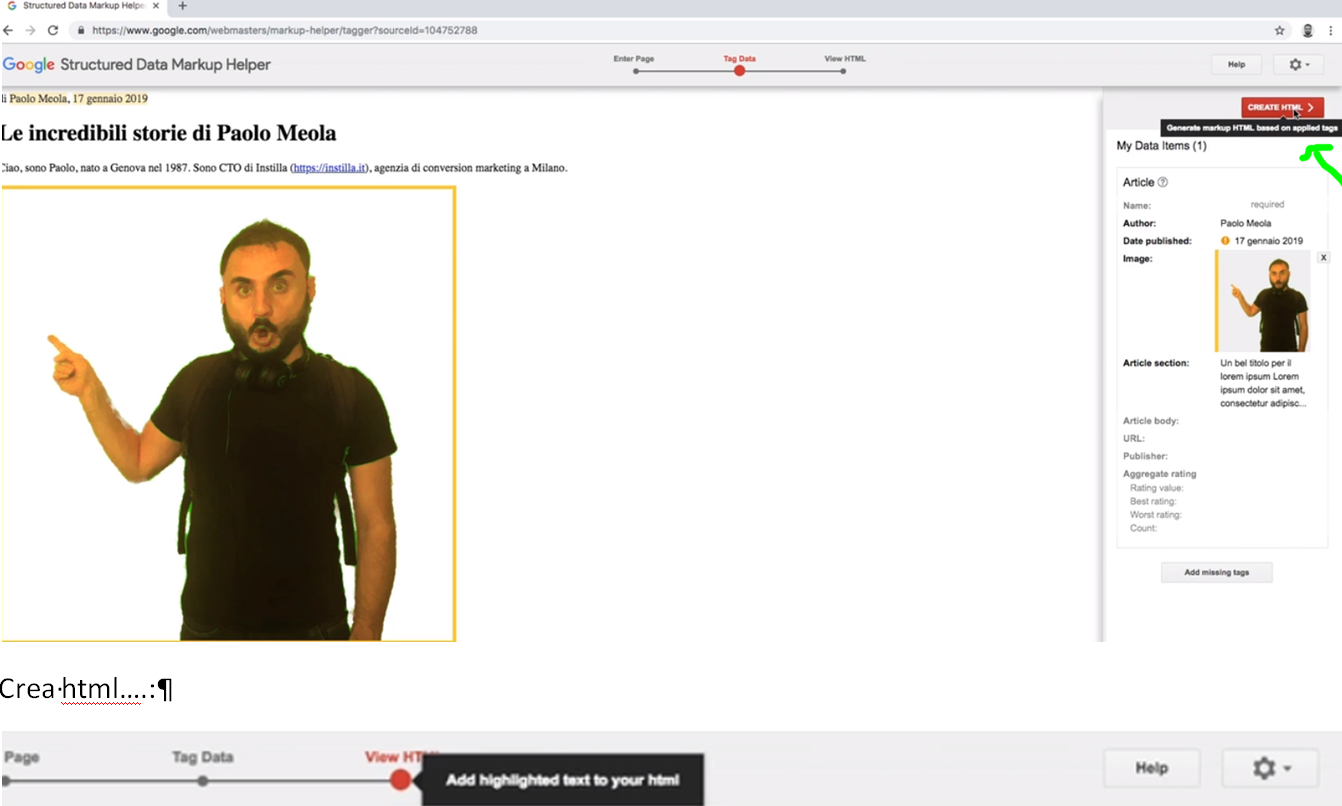 Structured Data Markup Helpe
https://www.google.com/webmasters/markup-helper/tagger?sourceId=104752788
Google Structured Data Markup Helper
Enter Page
Tag Data
View HTML
Help
li Paolo Meola, 17 gennaio 2019
Le incredibili storie di Paolo Meola
Ciao, sono Paolo, nato a Genova nel 1987. Sono CTO di Instilla (https://instilla.it), agenzia di conversion marketing a Milano.
CREATE HTML
Generate markup HTML based on applied tags
My Data Items (1)
Article
Name: required
Author: Paolo Meola
Date published: 17 gennaio 2019
Image:
X
Article section: Un bel titolo per il
lorem ipsum Lorem
ipsum dolor sit amet,
consectetur adipisc...
Article body:
URL:
Publisher:
Aggregate rating
Rating value:
Best rating:
Worst rating:
Count:
Add missing tags
Crea·html....:¶
Page
Tag Data
View HT
Add highlighted text to your html
Help